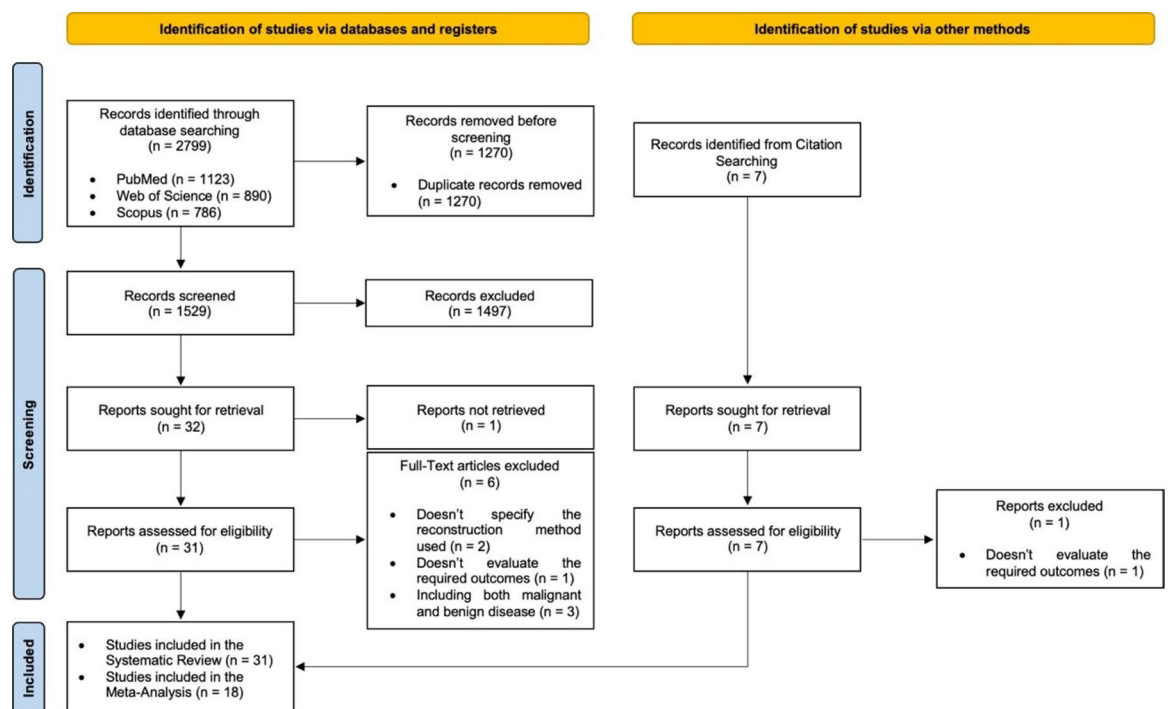 Identification of studies via databases and registers
Identification of studies via other methods
Identification
Records identified through
database searching
(n = 2799)
• PubMed (n = 1123)
• Web of Science (n = 890)
• Scopus (n = 786)
Records removed before
screening
(n = 1270)
• Duplicate records removed
(n = 1270)
Records identified from Citation
Searching
(n = 7)
Screening
Records screened
(n = 1529)
Records excluded
(n = 1497)
Reports sought for retrieval
(n = 32)
Reports not retrieved
(n = 1)
Reports sought for retrieval
(n = 7)
Reports assessed for eligibility
(n = 31)
Full-Text articles excluded
(n = 6)
• Doesn't specify the
reconstruction method
used (n = 2)
• Doesn't evaluate the
required outcomes (n = 1)
• Including both malignant
and benign disease (n = 3)
Reports assessed for eligibility
(n = 7)
Reports excluded
(n = 1)
• Doesn't evaluate the
required outcomes (n = 1)
Included
• Studies included in the
Systematic Review (n = 31)
• Studies included in the
Meta-Analysis (n = 18)